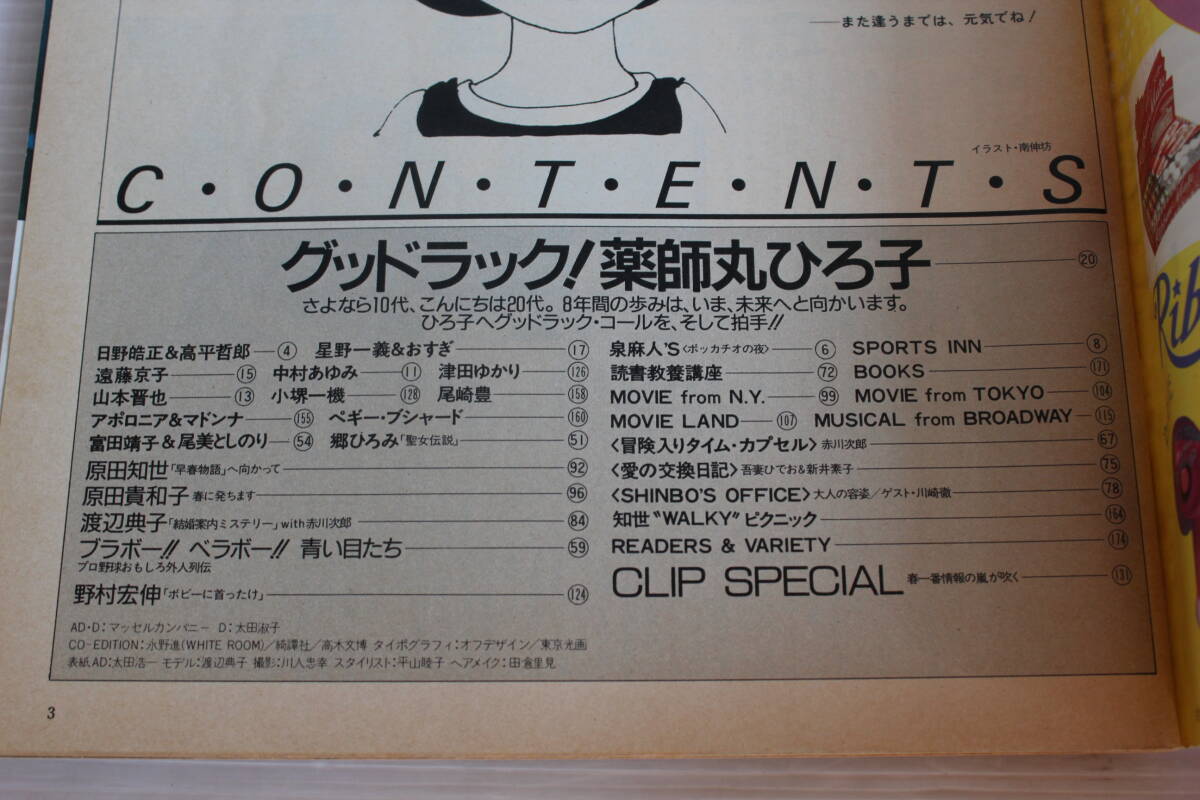 ——また逢うまでは、元気でね!
イラスト・南伸坊
C・O・N・T・E・N・T・S
グッドラック!薬師丸ひろ子 20
さよなら10代、こんにちは20代。8年間の歩みは、いま、未来へと向かいます。
ひろ子へグッドラック・コールを、そして拍手!!
日野皓正&高平哲郎 4 星野一義&おすぎ 17
遠藤京子 15 中村あゆみ 11 津田ゆかり 126
山本晋也 13 小堺一機 128 尾崎豊 158
アポロニア&マドンナ 155 ペギー・ブシャード 160
富田靖子&尾美としのり 54 郷ひろみ「聖女伝説」 51
原田知世「早春物語」へ向かって 92
原田貴和子 春に発ちます 96
渡辺典子「結婚案内ミステリー」with赤川次郎 84
ブラボー!! ベラボー!! 青い目たち 59
プロ野球おもしろ外人列伝
野村宏伸「ボビーに首ったけ」 124
泉麻人'S〈ボッカチオの夜〉 6 SPORTS INN 8
読書教養講座 72 BOOKS 171
MOVIE from N.Y. 99 MOVIE from TOKYO 104
MOVIE LAND 107 MUSICAL from BROADWAY 115
〈冒険入りタイム・カプセル〉赤川次郎 67
〈愛の交換日記〉吾妻ひでお&新井素子 75
〈SHINBO'S OFFICE〉大人の容姿/ゲスト・川崎徹 78
知世“WALKY”ピクニック 164
READERS & VARIETY 174
CLIP SPECIAL 春一番情報の嵐が吹く 131
AD・D:マッセルカンパニー D:太田淑子
CO-EDITION:永野進(WHITE ROOM)/綺譚社/高木文博 タイポグラフィ:オフデザイン/東京光画
表紙AD:太田浩一 モデル:渡辺典子 撮影:川人忠幸 スタイリスト:平山睦子 ヘアメイク:田倉里見
3
Rib